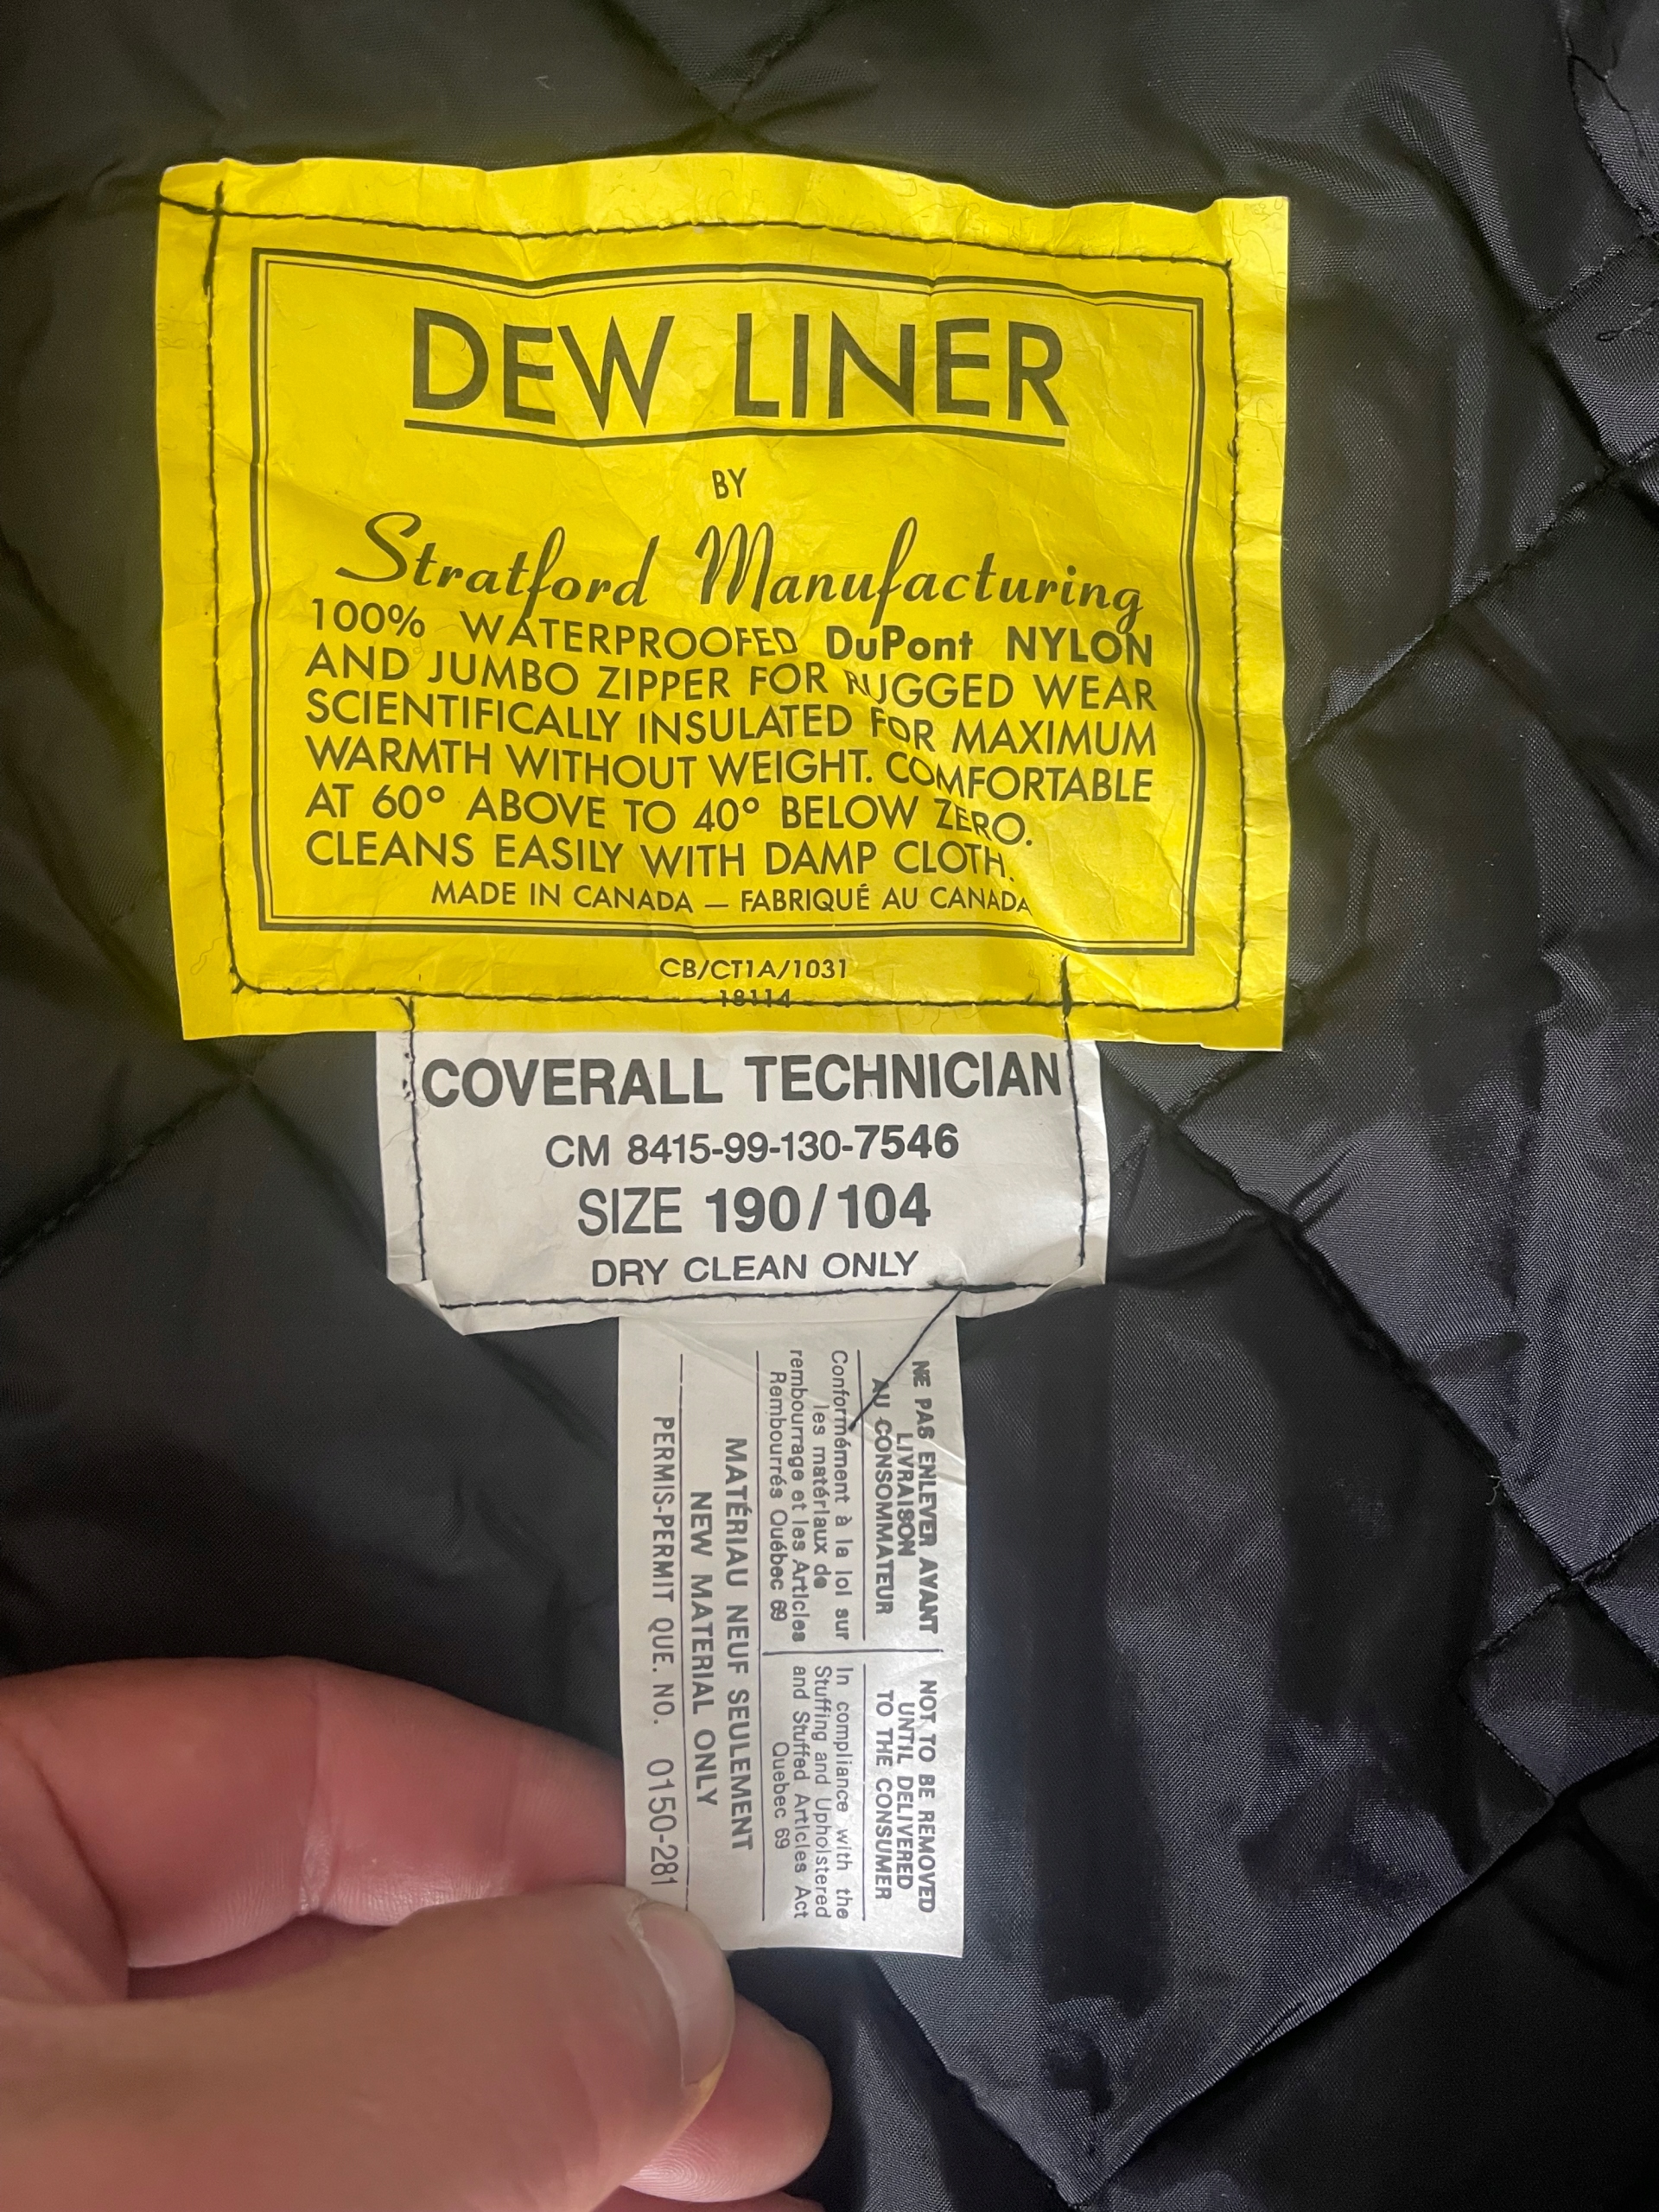 DEW LINER
BY
Stratford Manufacturing
100% WATERPROOFED DuPont NYLON
AND JUMBO ZIPPER FOR RUGGED WEAR
SCIENTIFICALLY INSULATED FOR MAXIMUM
WARMTH WITHOUT WEIGHT. COMFORTABLE
AT 60° ABOVE TO 40° BELOW ZERO.
CLEANS EASILY WITH DAMP CLOTH.
MADE IN CANADA — FABRIQUÉ AU CANADA
CB/CT1A/1031
18114
COVERALL TECHNICIAN
CM 8415-99-130-7546
SIZE 190/104
DRY CLEAN ONLY
NE PAS ENLEVER AVANT
LIVRAISON
AU CONSOMMATEUR
Conformément à la loi sur
les matériaux de
rembourrage et les Articles
Rembourrés Québec 69
NOT TO BE REMOVED
UNTIL DELIVERED
TO THE CONSUMER
In compliance with the
Stuffing and Upholstered
and Stuffed Articles Act
Quebec 69
MATÉRIAU NEUF SEULEMENT
NEW MATERIAL ONLY
PERMIS-PERMIT QUE. NO. 0150-281